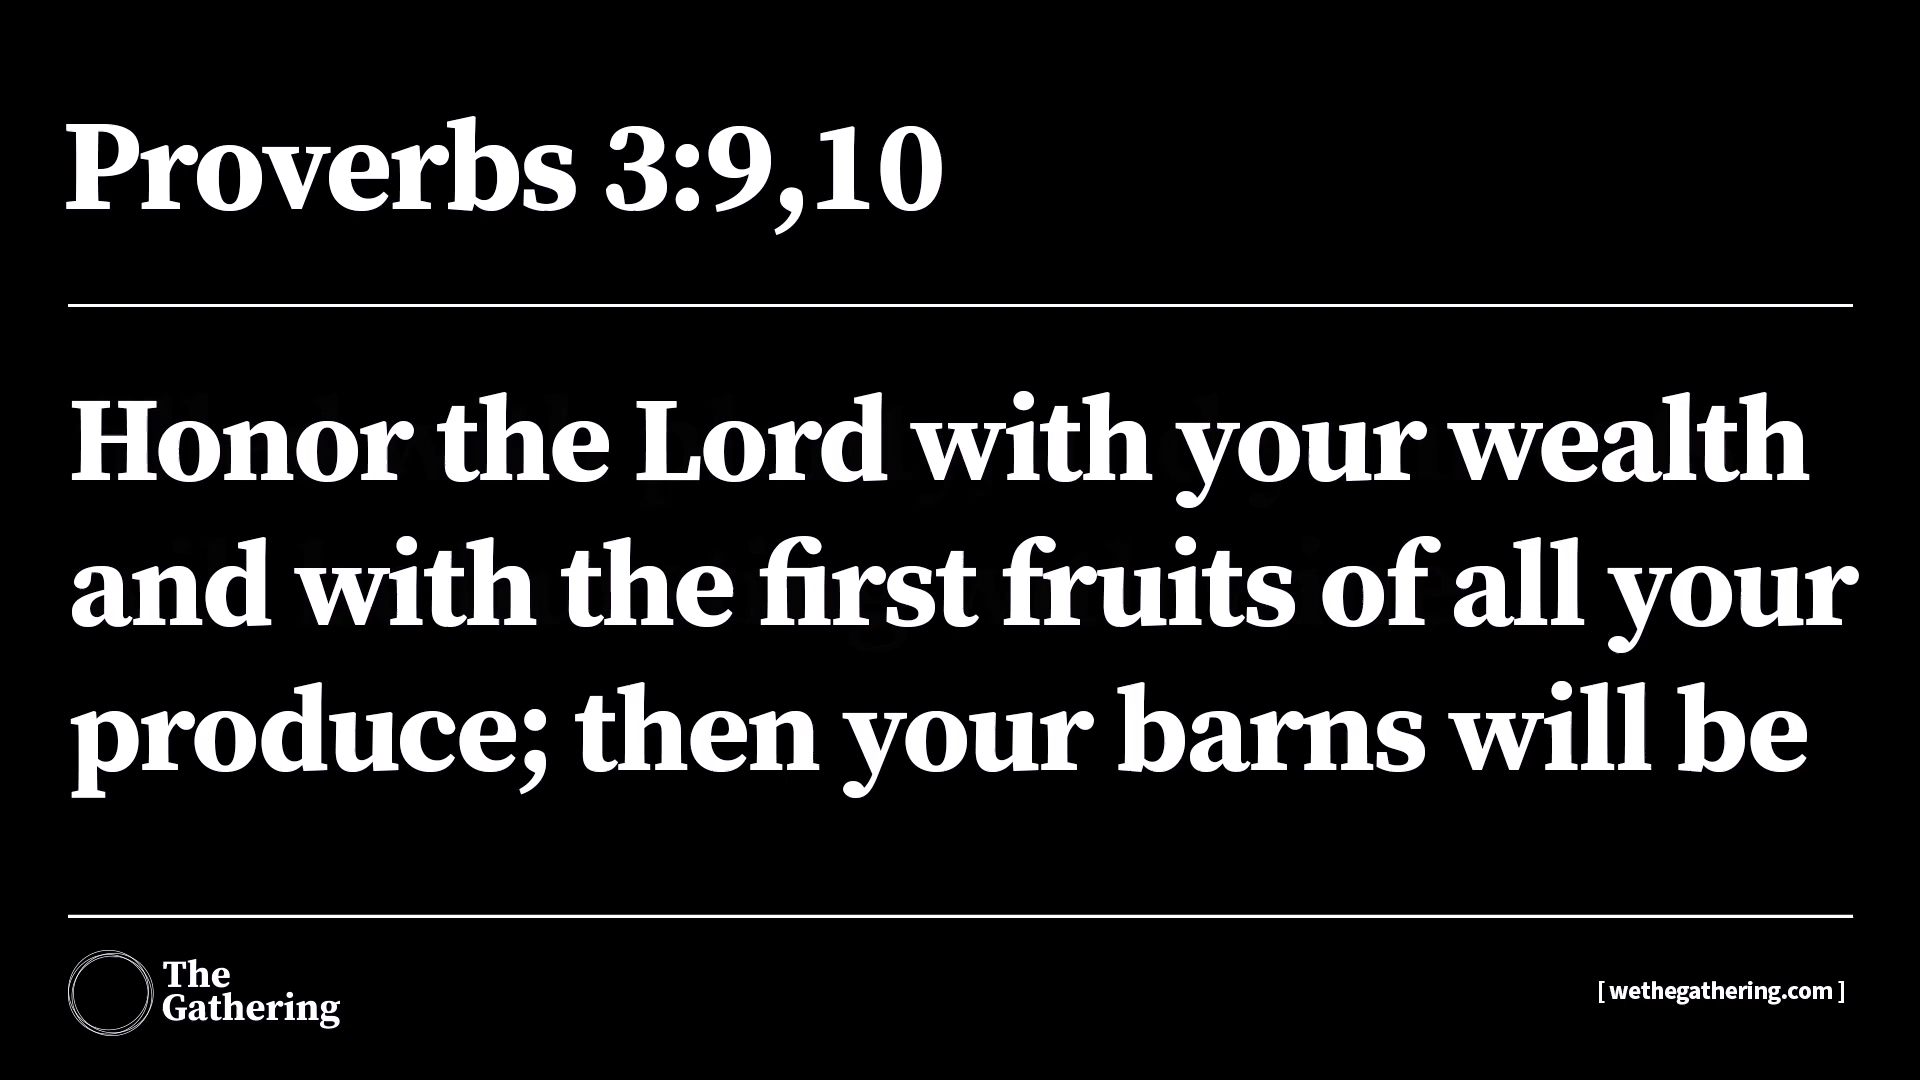 Proverbs 3:9,10
Honor the Lord with your wealth
and with the first fruits of all your
produce; then your barns will be
The
Gathering
[ wethegathering.com ]